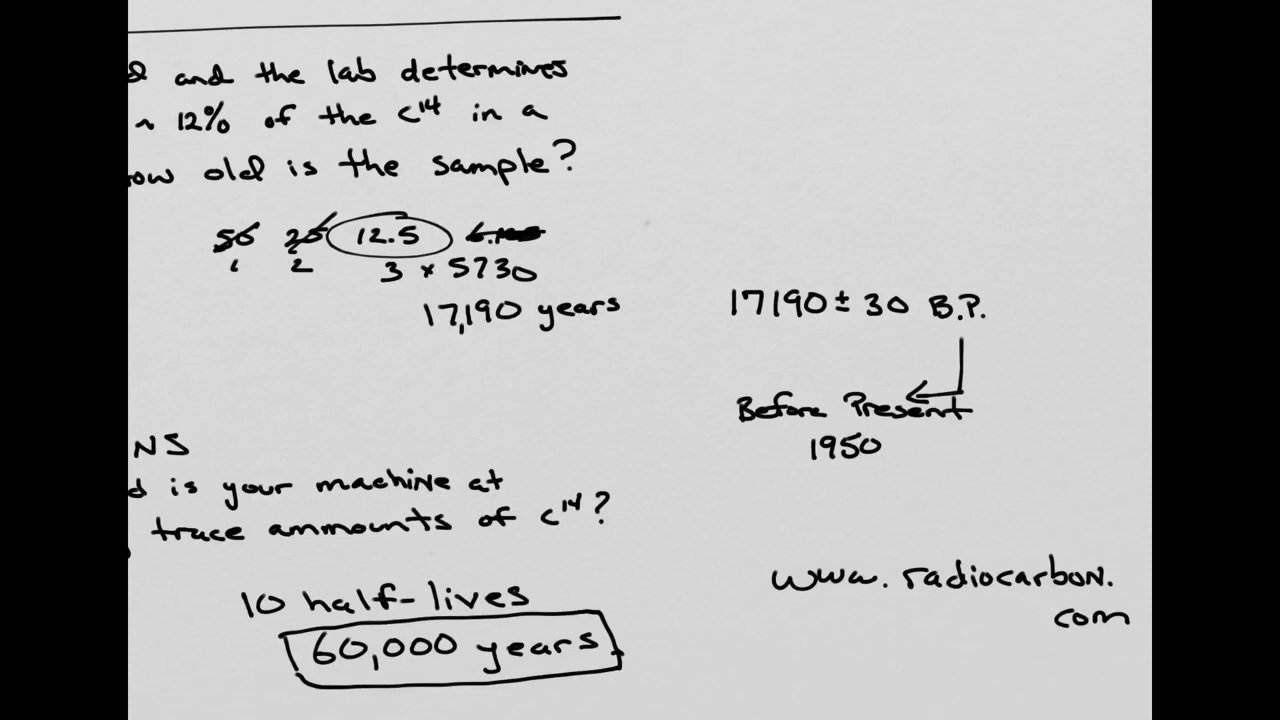 and the lab determines
~ 12% of the C14 in a
old is the sample?
50 25 12.5
1 2 3 × 5730
17,190 years
17190 ± 30 B.P.
Before Present
1950
NS
is your machine at
trace ammounts of C14?
10 half-lives
60,000 years
www.radiocarbon.
com